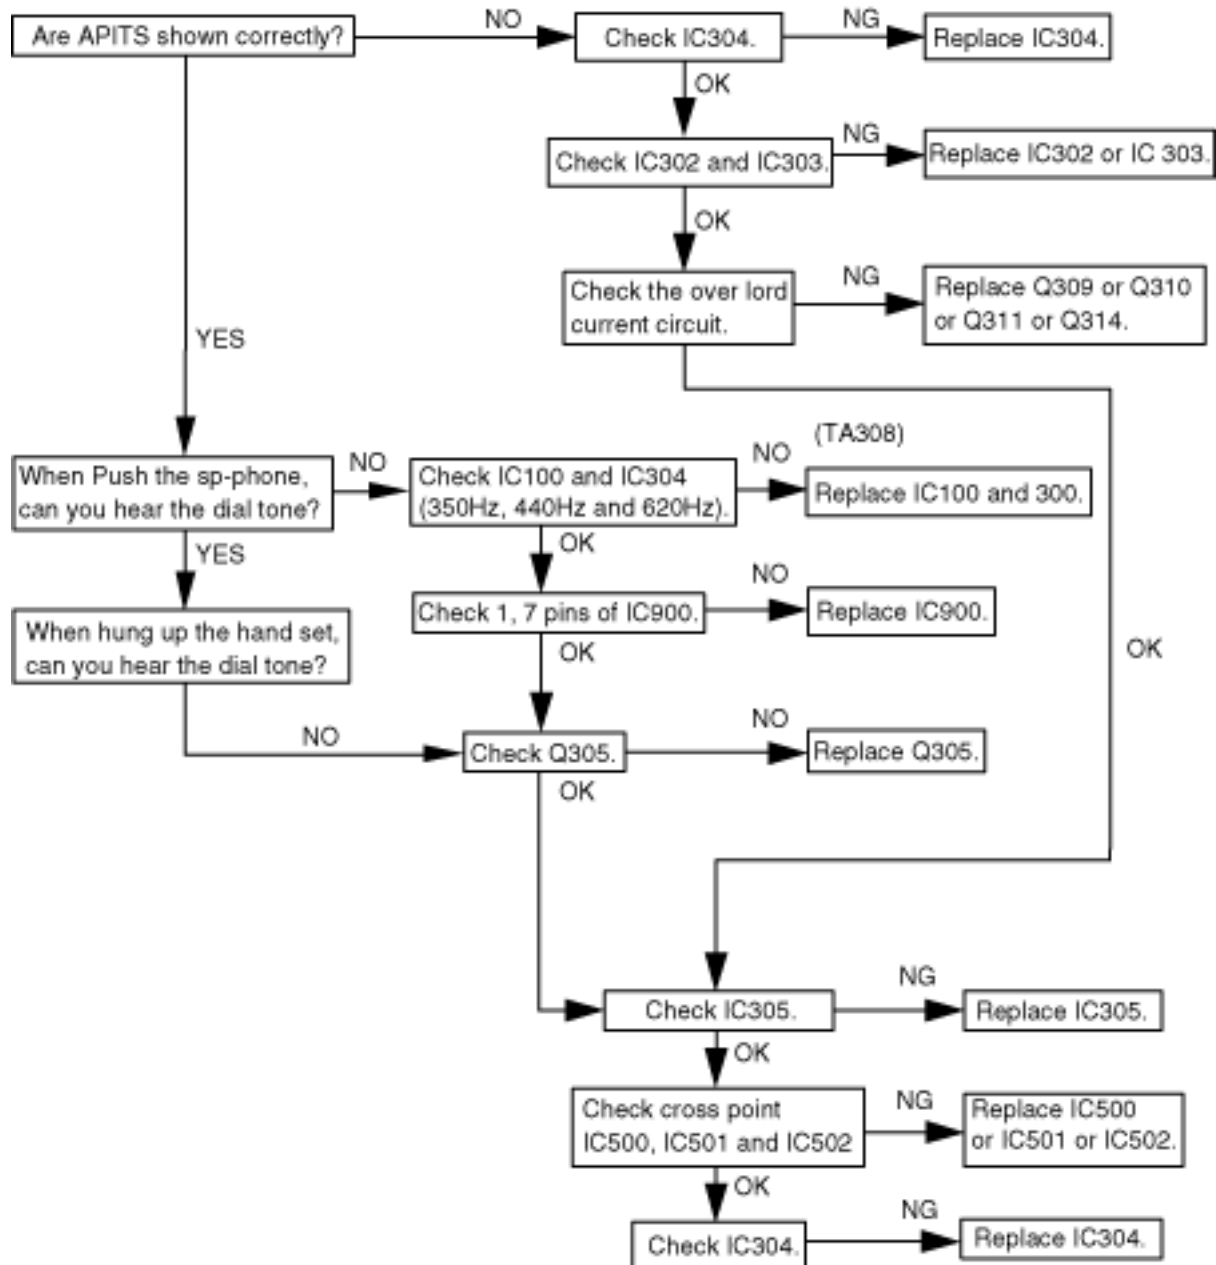 Are APITS shown correctly?
NO
Check IC304.
NG
Replace IC304.
OK
Check IC302 and IC303.
NG
Replace IC302 or IC 303.
OK
Check the over lord
current circuit.
NG
Replace Q309 or Q310
or Q311 or Q314.
YES
(TA308)
When Push the sp-phone,
can you hear the dial tone?
NO
Check IC100 and IC304
(350Hz, 440Hz and 620Hz).
NO
Replace IC100 and 300.
YES
OK
When hung up the hand set,
can you hear the dial tone?
Check 1, 7 pins of IC900.
NO
Replace IC900.
OK
OK
NO
Check Q305.
NO
Replace Q305.
OK
Check IC305.
NG
Replace IC305.
OK
Check cross point
IC500, IC501 and IC502
NG
Replace IC500
or IC501 or IC502.
OK
Check IC304.
NG
Replace IC304.